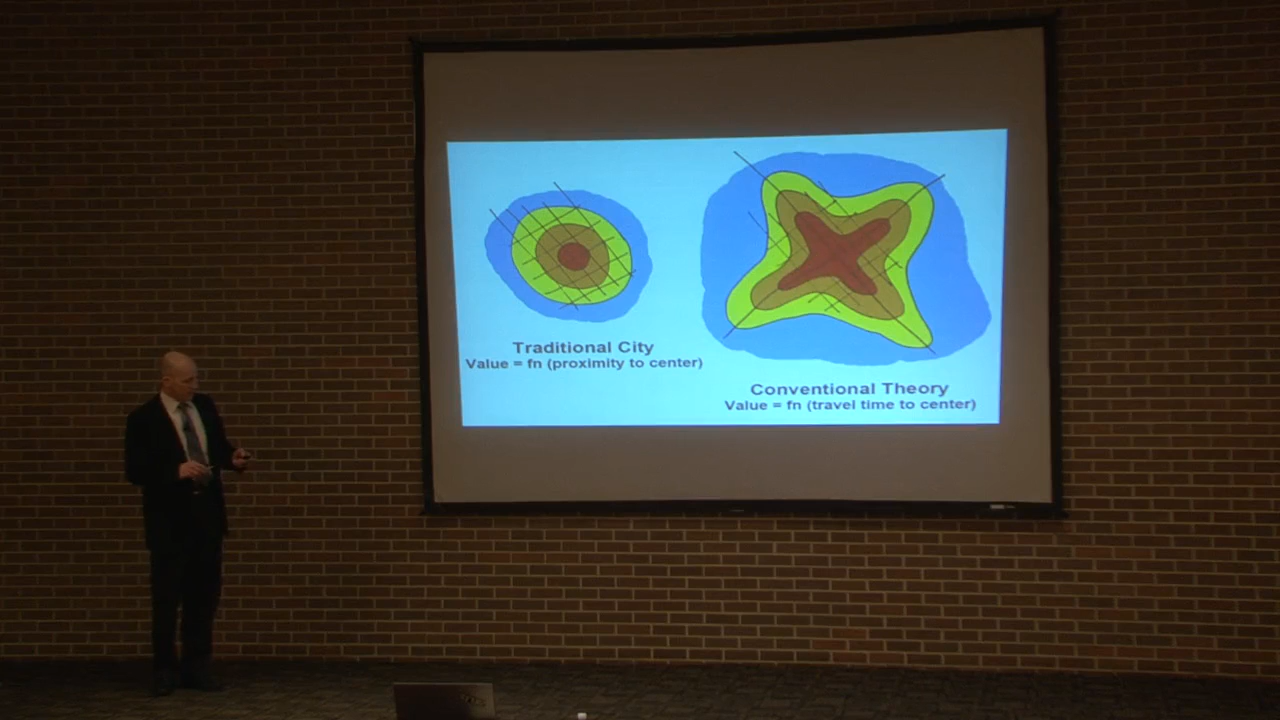 Traditional City
Value = fn (proximity to center)
Conventional Theory
Value = fn (travel time to center)